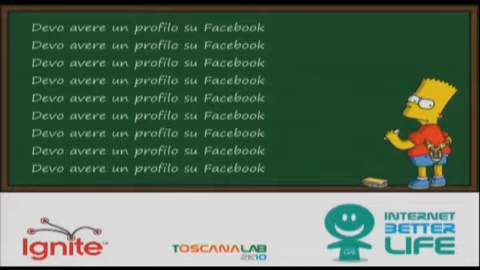 Devo avere un profilo su Facebook
Devo avere un profilo su Facebook
Devo avere un profilo su Facebook
Devo avere un profilo su Facebook
Devo avere un profilo su Facebook
Devo avere un profilo su Facebook
Devo avere un profilo su Facebook
Devo avere un profilo su Facebook
Devo avere un profilo su Facebook
Ignite™
TOSCANALAB
2K10
INTERNET
BETTER
LIFE